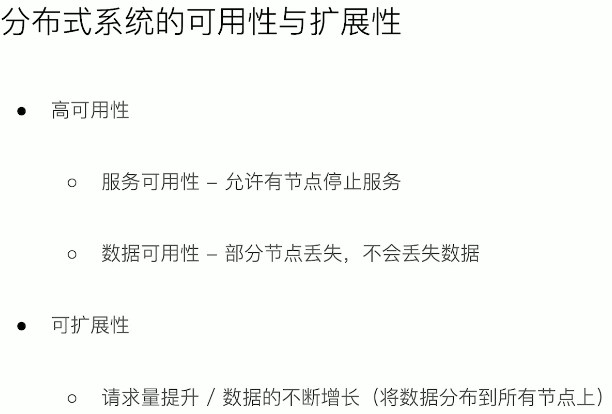 分布式系统的可用性与扩展性
● 高可用性
○ 服务可用性 – 允许有节点停止服务
○ 数据可用性 – 部分节点丢失，不会丢失数据
● 可扩展性
○ 请求量提升 / 数据的不断增长（将数据分布到所有节点上）